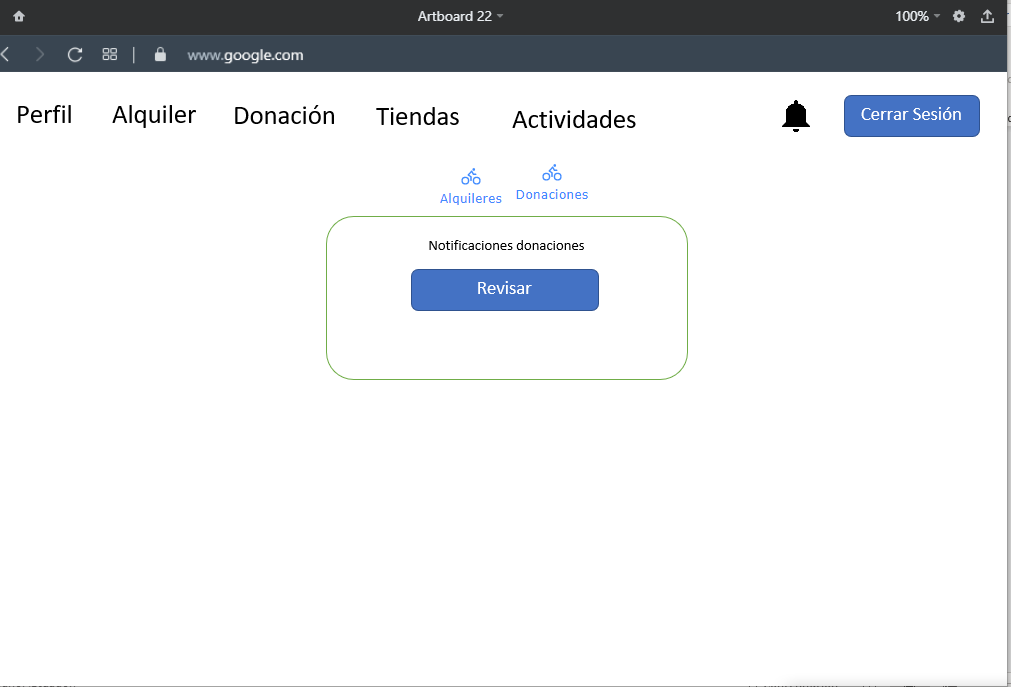 Artboard 22
100%
www.google.com
Perfil Alquiler Donación Tiendas Actividades Cerrar Sesión
Alquileres Donaciones
Notificaciones donaciones
Revisar